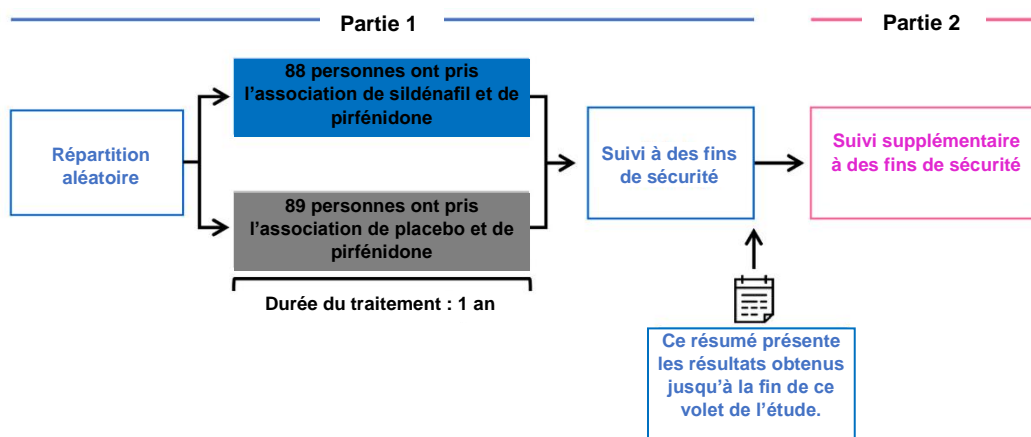 Partie 1
Partie 2
88 personnes ont pris
l'association de sildénafil et de
pirfénidone
Répartition
aléatoire
89 personnes ont pris
l'association de placebo et de
pirfénidone
Durée du traitement : 1 an
Suivi à des fins
de sécurité
Suivi supplémentaire
à des fins de sécurité
Ce résumé présente
les résultats obtenus
jusqu'à la fin de ce
volet de l'étude.